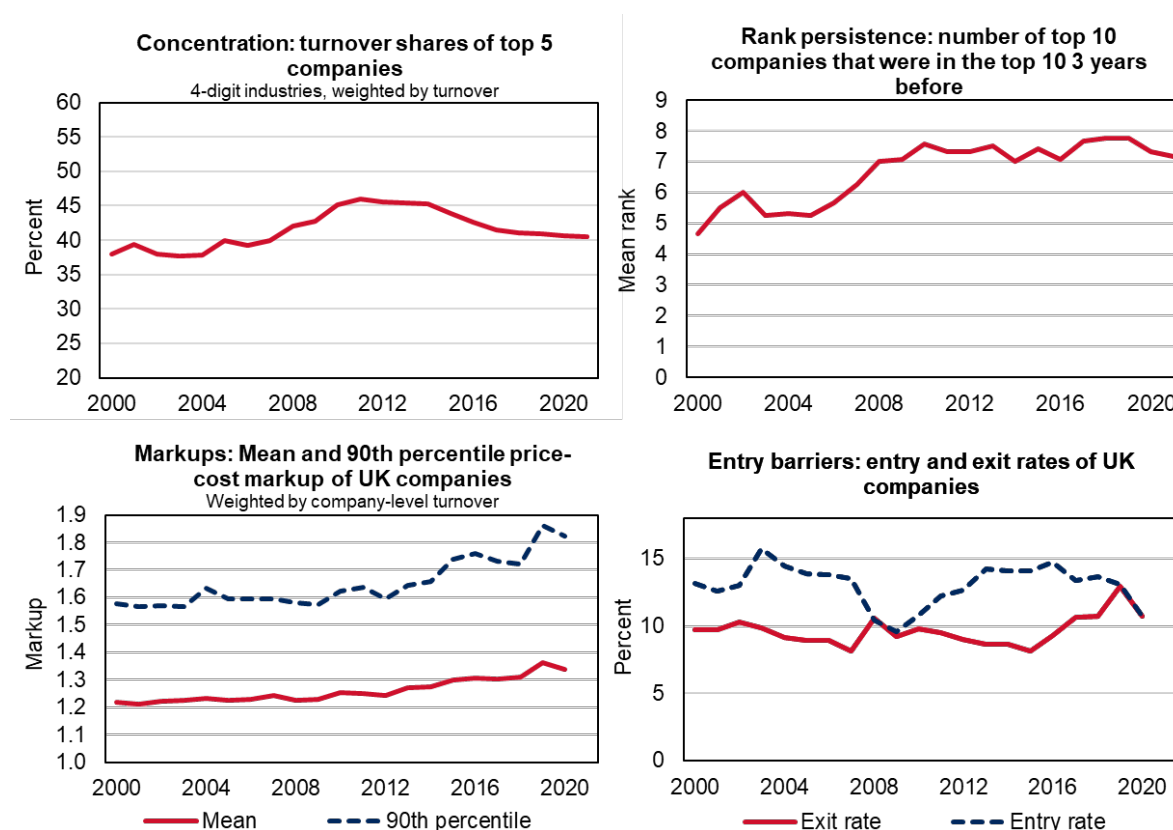 Concentration: turnover shares of top 5
companies
4-digit industries, weighted by turnover
Percent
60
55
50
45
40
35
30
25
20
2000 2004 2008 2012 2016 2020
Rank persistence: number of top 10
companies that were in the top 10 3 years
before
Mean rank
9
8
7
6
5
4
3
2
1
0
2000 2004 2008 2012 2016 2020
Markups: Mean and 90th percentile price-
cost markup of UK companies
Weighted by company-level turnover
Markup
1.9
1.8
1.7
1.6
1.5
1.4
1.3
1.2
1.1
1.0
2000 2004 2008 2012 2016 2020
Mean 90th percentile
Entry barriers: entry and exit rates of UK
companies
Percent
15
10
5
0
2000 2004 2008 2012 2016 2020
Exit rate Entry rate